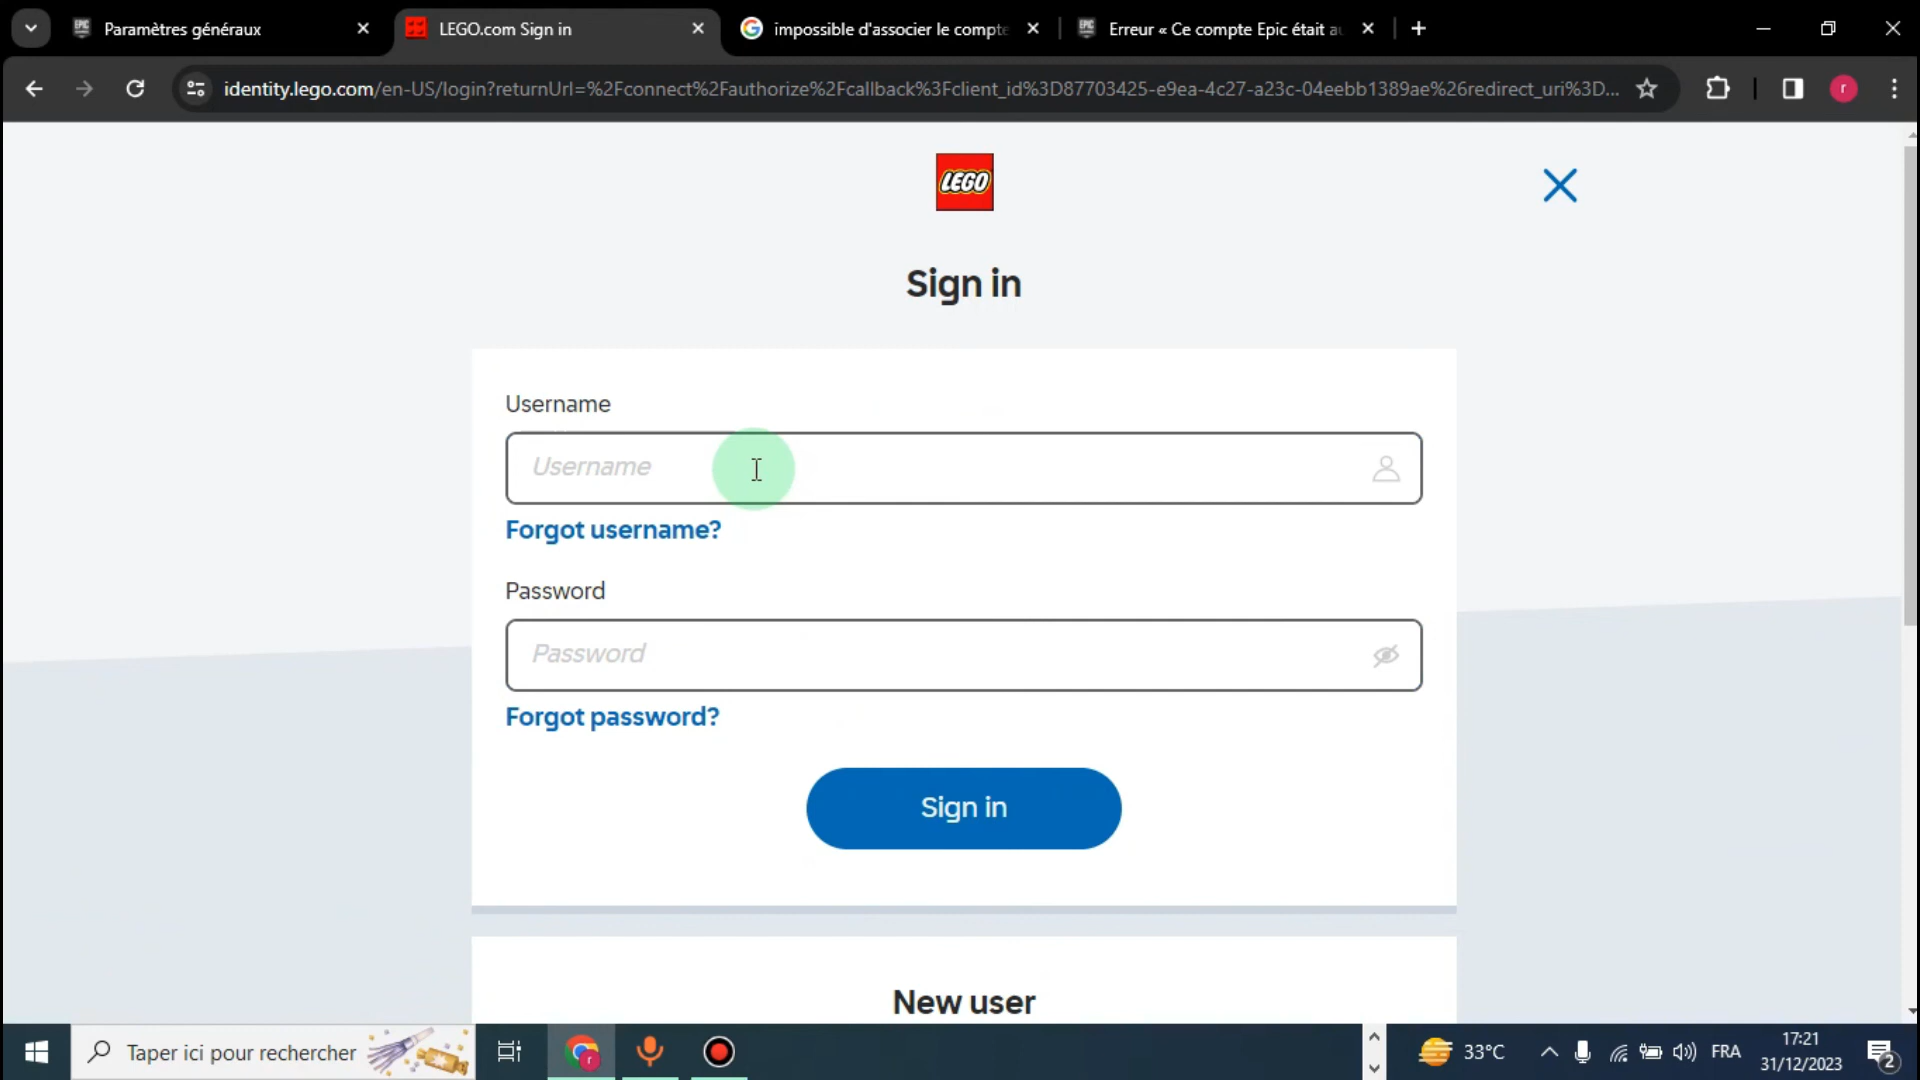 Paramètres généraux
LEGO.com Sign in
impossible d'associer le compte
Erreur « Ce compte Epic était au
identity.lego.com/en-US/login?returnUrl=%2Fconnect%2Fauthorize%2Fcallback%3Fclient_id%3D87703425-e9ea-4c27-a23c-04eebb1389ae%26redirect_uri%3D...
r
LEGO
Sign in
Username
Username
Forgot username?
Password
Password
Forgot password?
Sign in
New user
Taper ici pour rechercher
33°C
FRA
17:21
31/12/2023
2